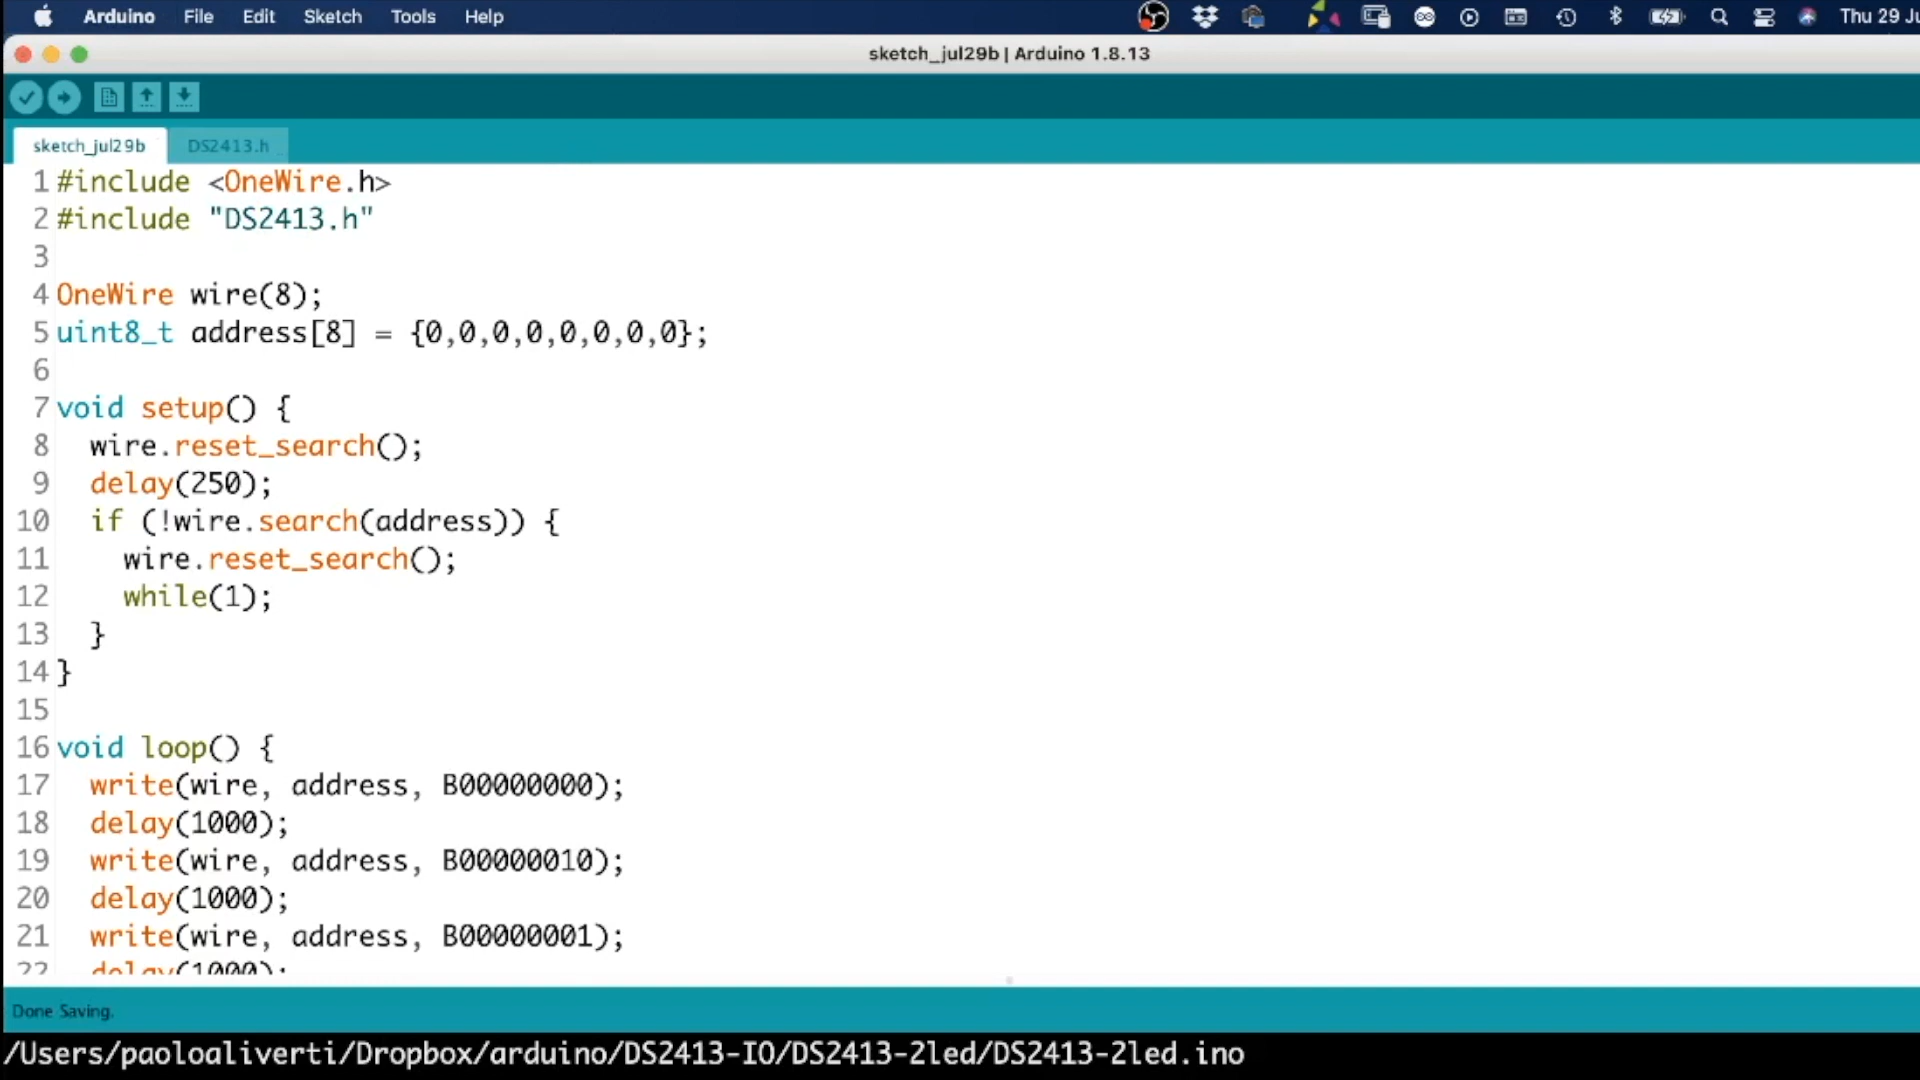 Arduino File Edit Sketch Tools Help Thu 29 Ju
sketch_jul29b | Arduino 1.8.13
sketch_jul29b DS2413.h
1 #include <OneWire.h>
2 #include "DS2413.h"
3
4 OneWire wire(8);
5 uint8_t address[8] = {0,0,0,0,0,0,0,0};
6
7 void setup() {
8 wire.reset_search();
9 delay(250);
10 if (!wire.search(address)) {
11 wire.reset_search();
12 while(1);
13 }
14 }
15
16 void loop() {
17 write(wire, address, B00000000);
18 delay(1000);
19 write(wire, address, B00000010);
20 delay(1000);
21 write(wire, address, B00000001);
22 delay(1000);
Done Saving.
/Users/paoloaliverti/Dropbox/arduino/DS2413-IO/DS2413-2led/DS2413-2led.ino